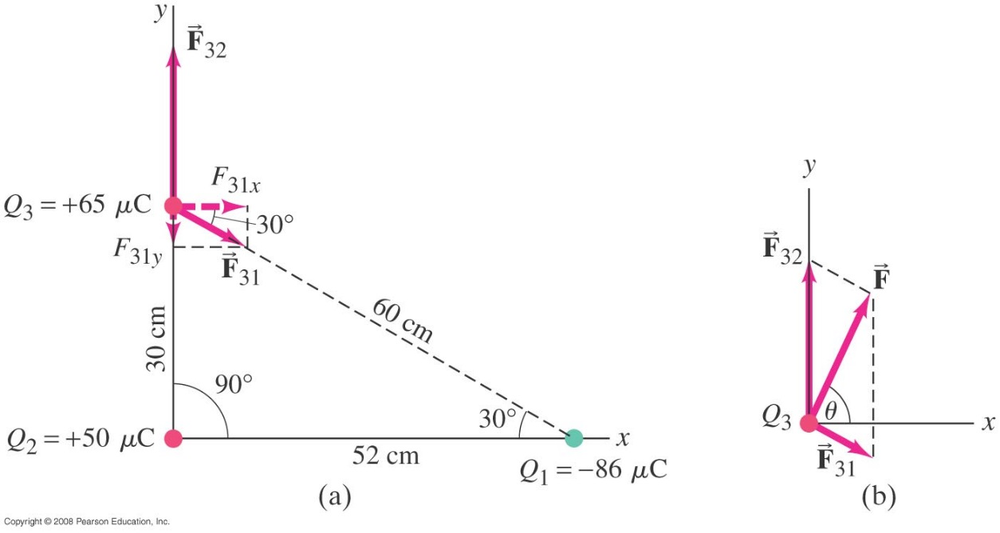 y
F⃗32
F31x
Q3 = +65 µC
30°
F31y
F⃗31
60 cm
30 cm
90°
30°
Q2 = +50 µC
x
52 cm
Q1 = −86 µC
(a)
y
F⃗32
F⃗
Q3
θ
x
F⃗31
(b)
Copyright © 2008 Pearson Education, Inc.